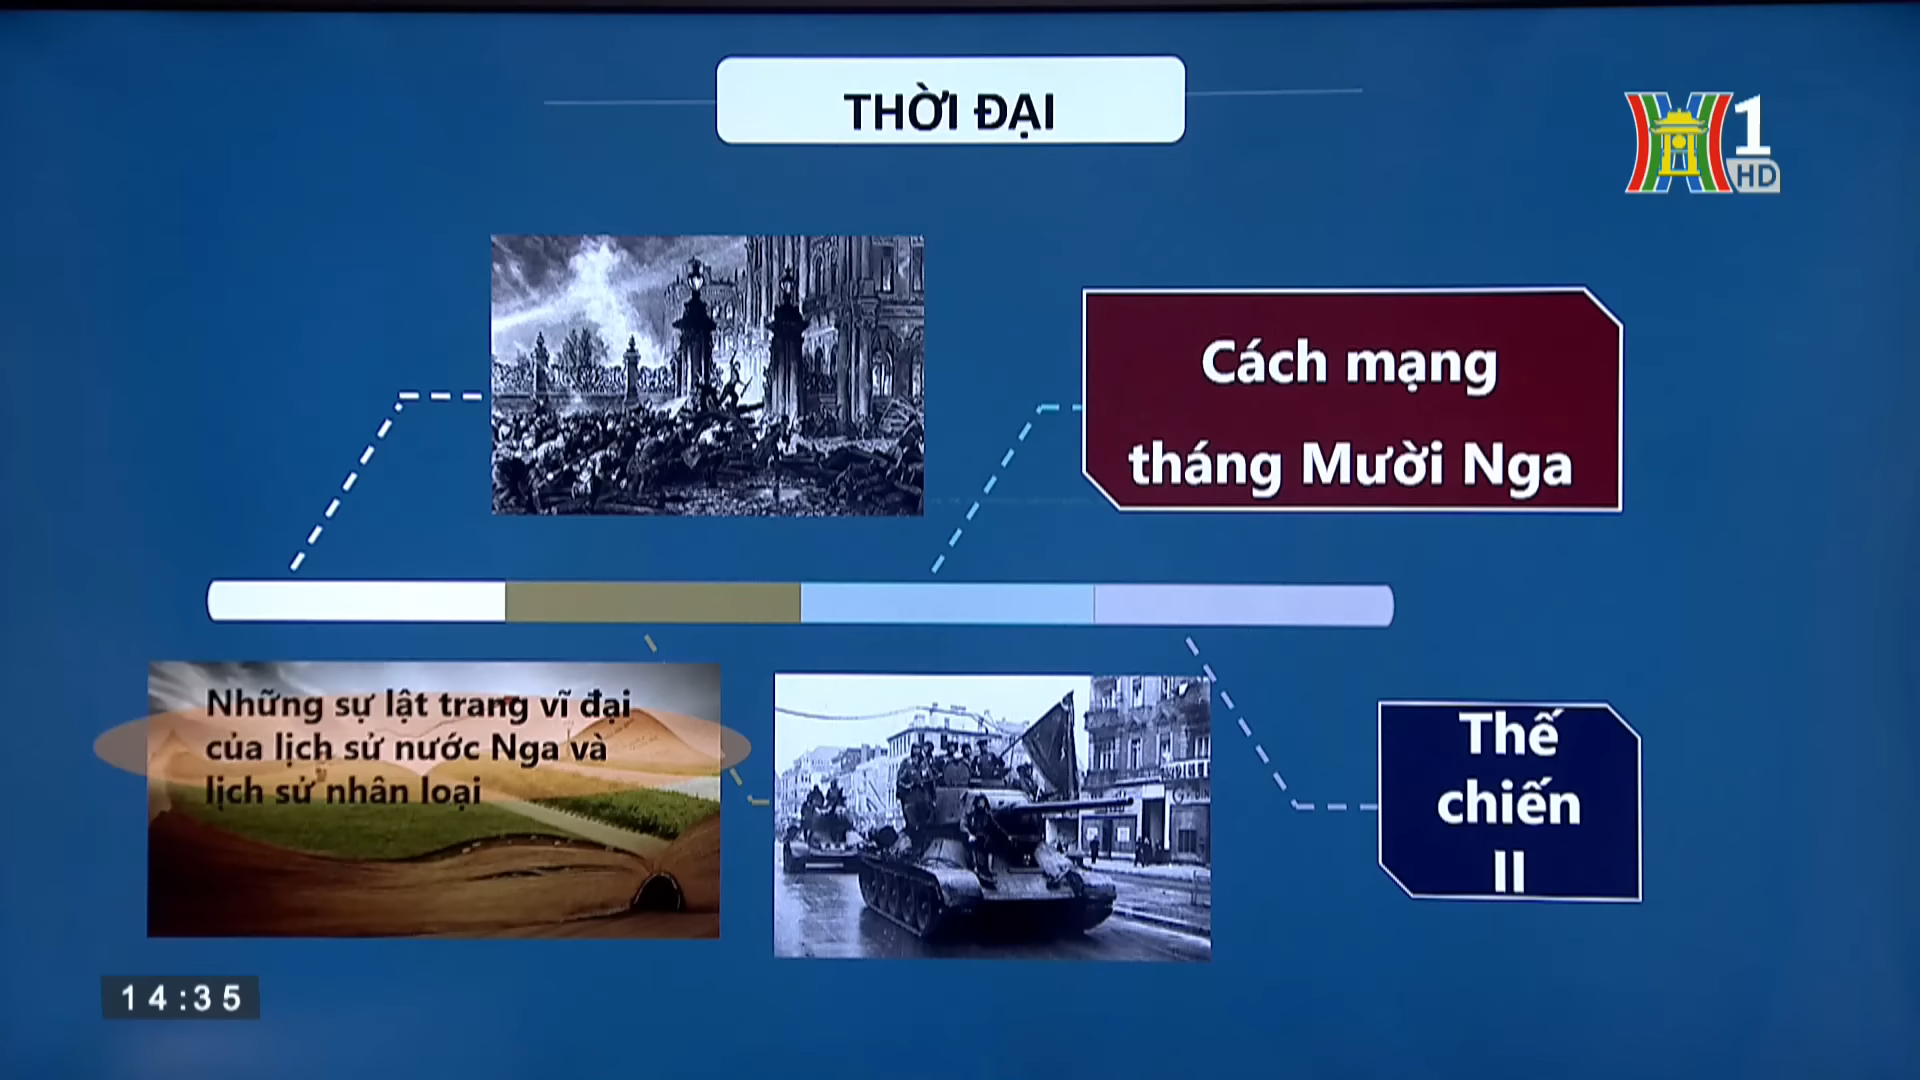 THỜI ĐẠI
1
HD
Cách mạng
tháng Mười Nga
Những sự lật trang vĩ đại
của lịch sử nước Nga và
lịch sử nhân loại
Thế
chiến
II
14:35